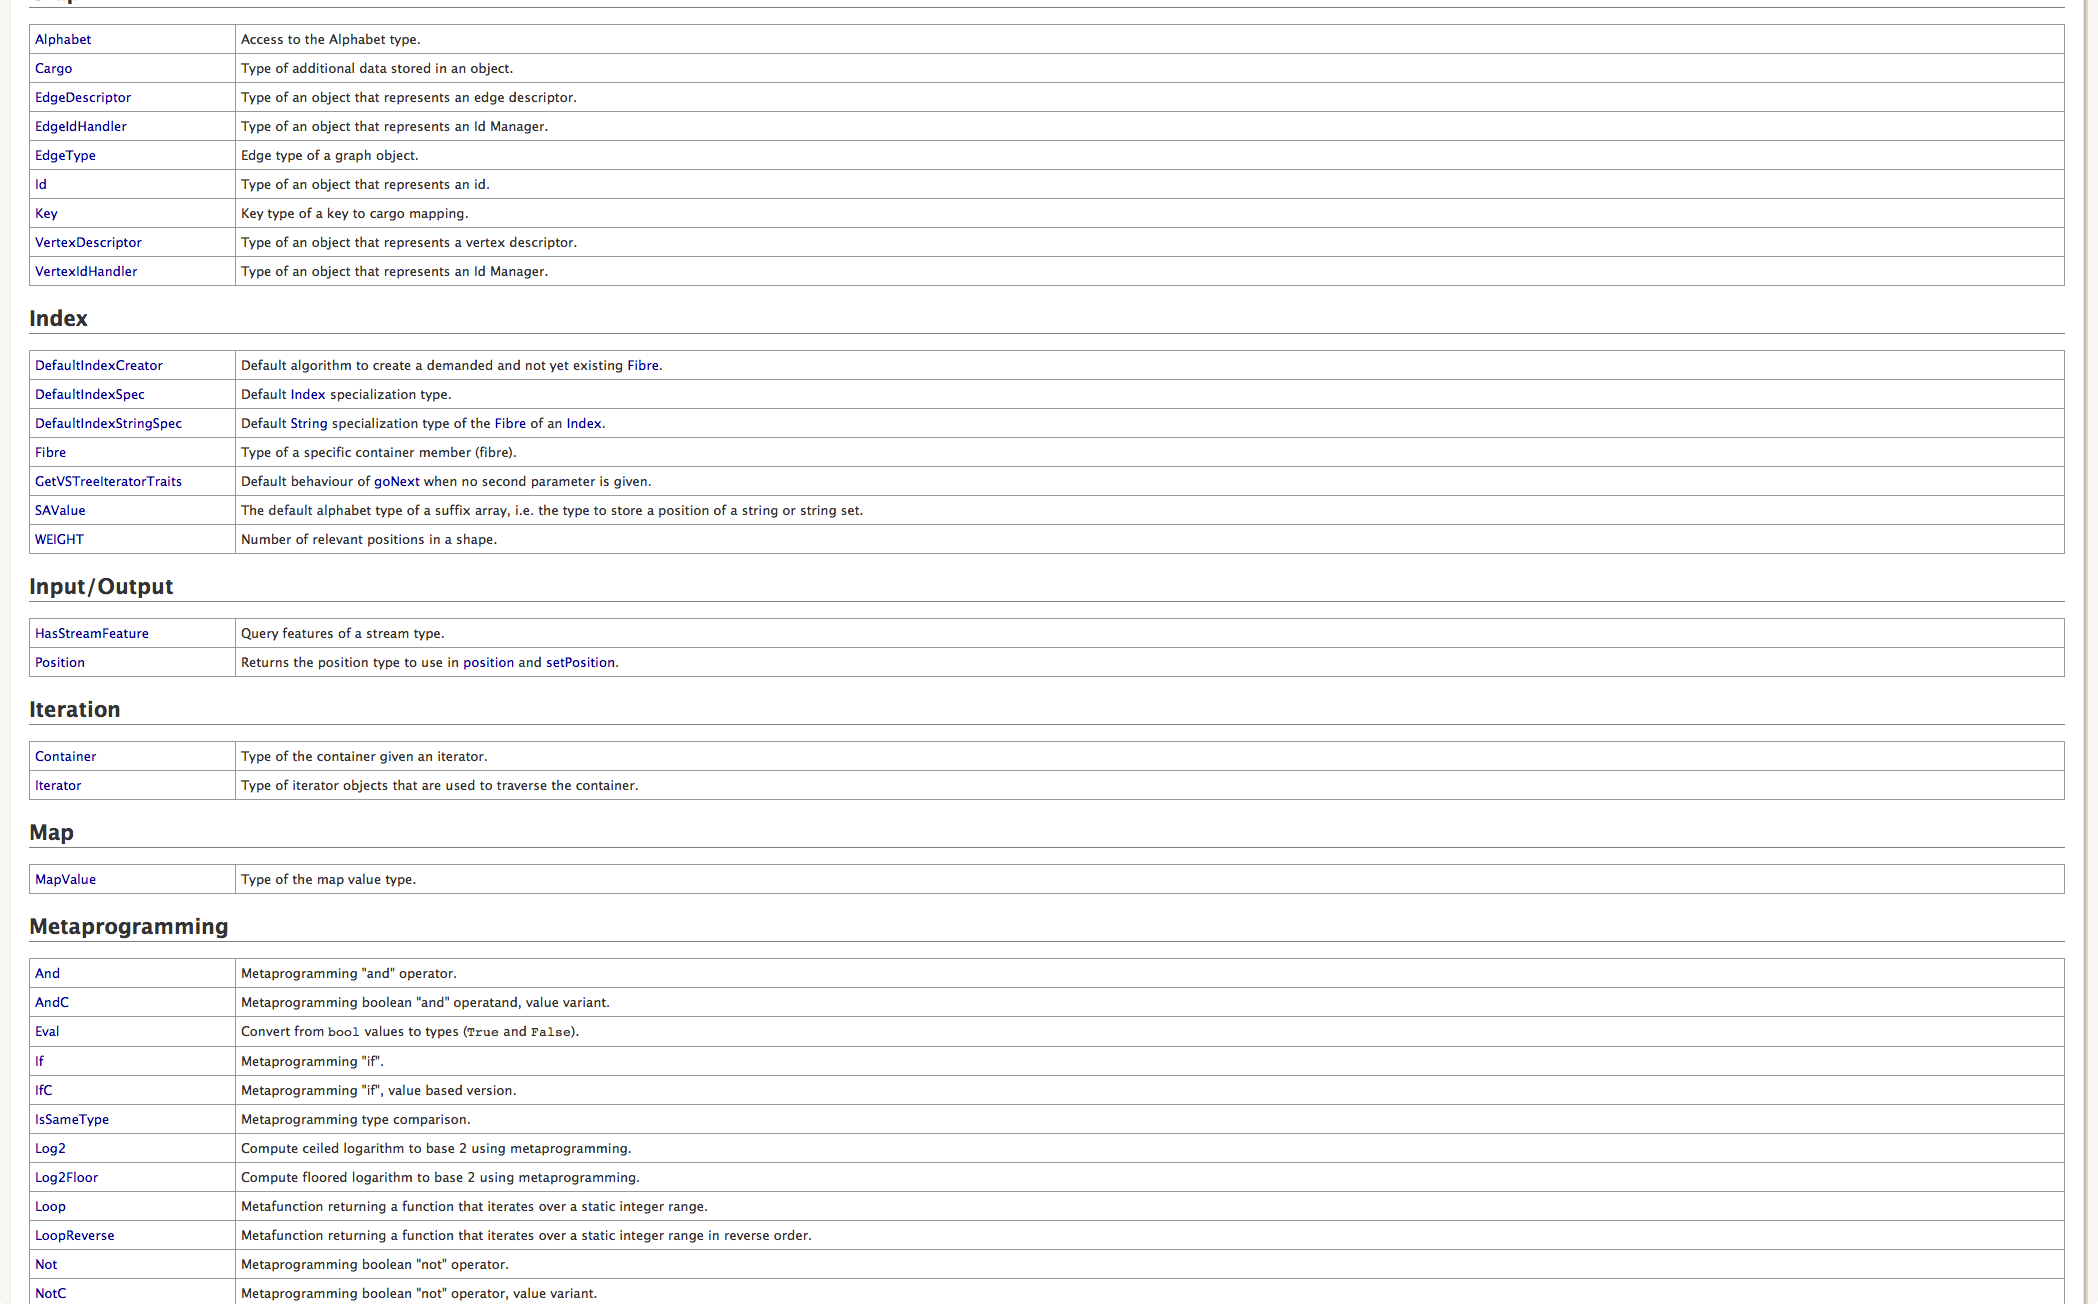 Alphabet Access to the Alphabet type.
Cargo Type of additional data stored in an object.
EdgeDescriptor Type of an object that represents an edge descriptor.
EdgeIdHandler Type of an object that represents an Id Manager.
EdgeType Edge type of a graph object.
Id Type of an object that represents an id.
Key Key type of a key to cargo mapping.
VertexDescriptor Type of an object that represents a vertex descriptor.
VertexIdHandler Type of an object that represents an Id Manager.
Index
DefaultIndexCreator Default algorithm to create a demanded and not yet existing Fibre.
DefaultIndexSpec Default Index specialization type.
DefaultIndexStringSpec Default String specialization type of the Fibre of an Index.
Fibre Type of a specific container member (fibre).
GetVSTreeIteratorTraits Default behaviour of goNext when no second parameter is given.
SAValue The default alphabet type of a suffix array, i.e. the type to store a position of a string or string set.
WEIGHT Number of relevant positions in a shape.
Input/Output
HasStreamFeature Query features of a stream type.
Position Returns the position type to use in position and setPosition.
Iteration
Container Type of the container given an iterator.
Iterator Type of iterator objects that are used to traverse the container.
Map
MapValue Type of the map value type.
Metaprogramming
And Metaprogramming "and" operator.
AndC Metaprogramming boolean "and" operatand, value variant.
Eval Convert from bool values to types (True and False).
If Metaprogramming "if".
IfC Metaprogramming "if", value based version.
IsSameType Metaprogramming type comparison.
Log2 Compute ceiled logarithm to base 2 using metaprogramming.
Log2Floor Compute floored logarithm to base 2 using metaprogramming.
Loop Metafunction returning a function that iterates over a static integer range.
LoopReverse Metafunction returning a function that iterates over a static integer range in reverse order.
Not Metaprogramming boolean "not" operator.
NotC Metaprogramming boolean "not" operator, value variant.